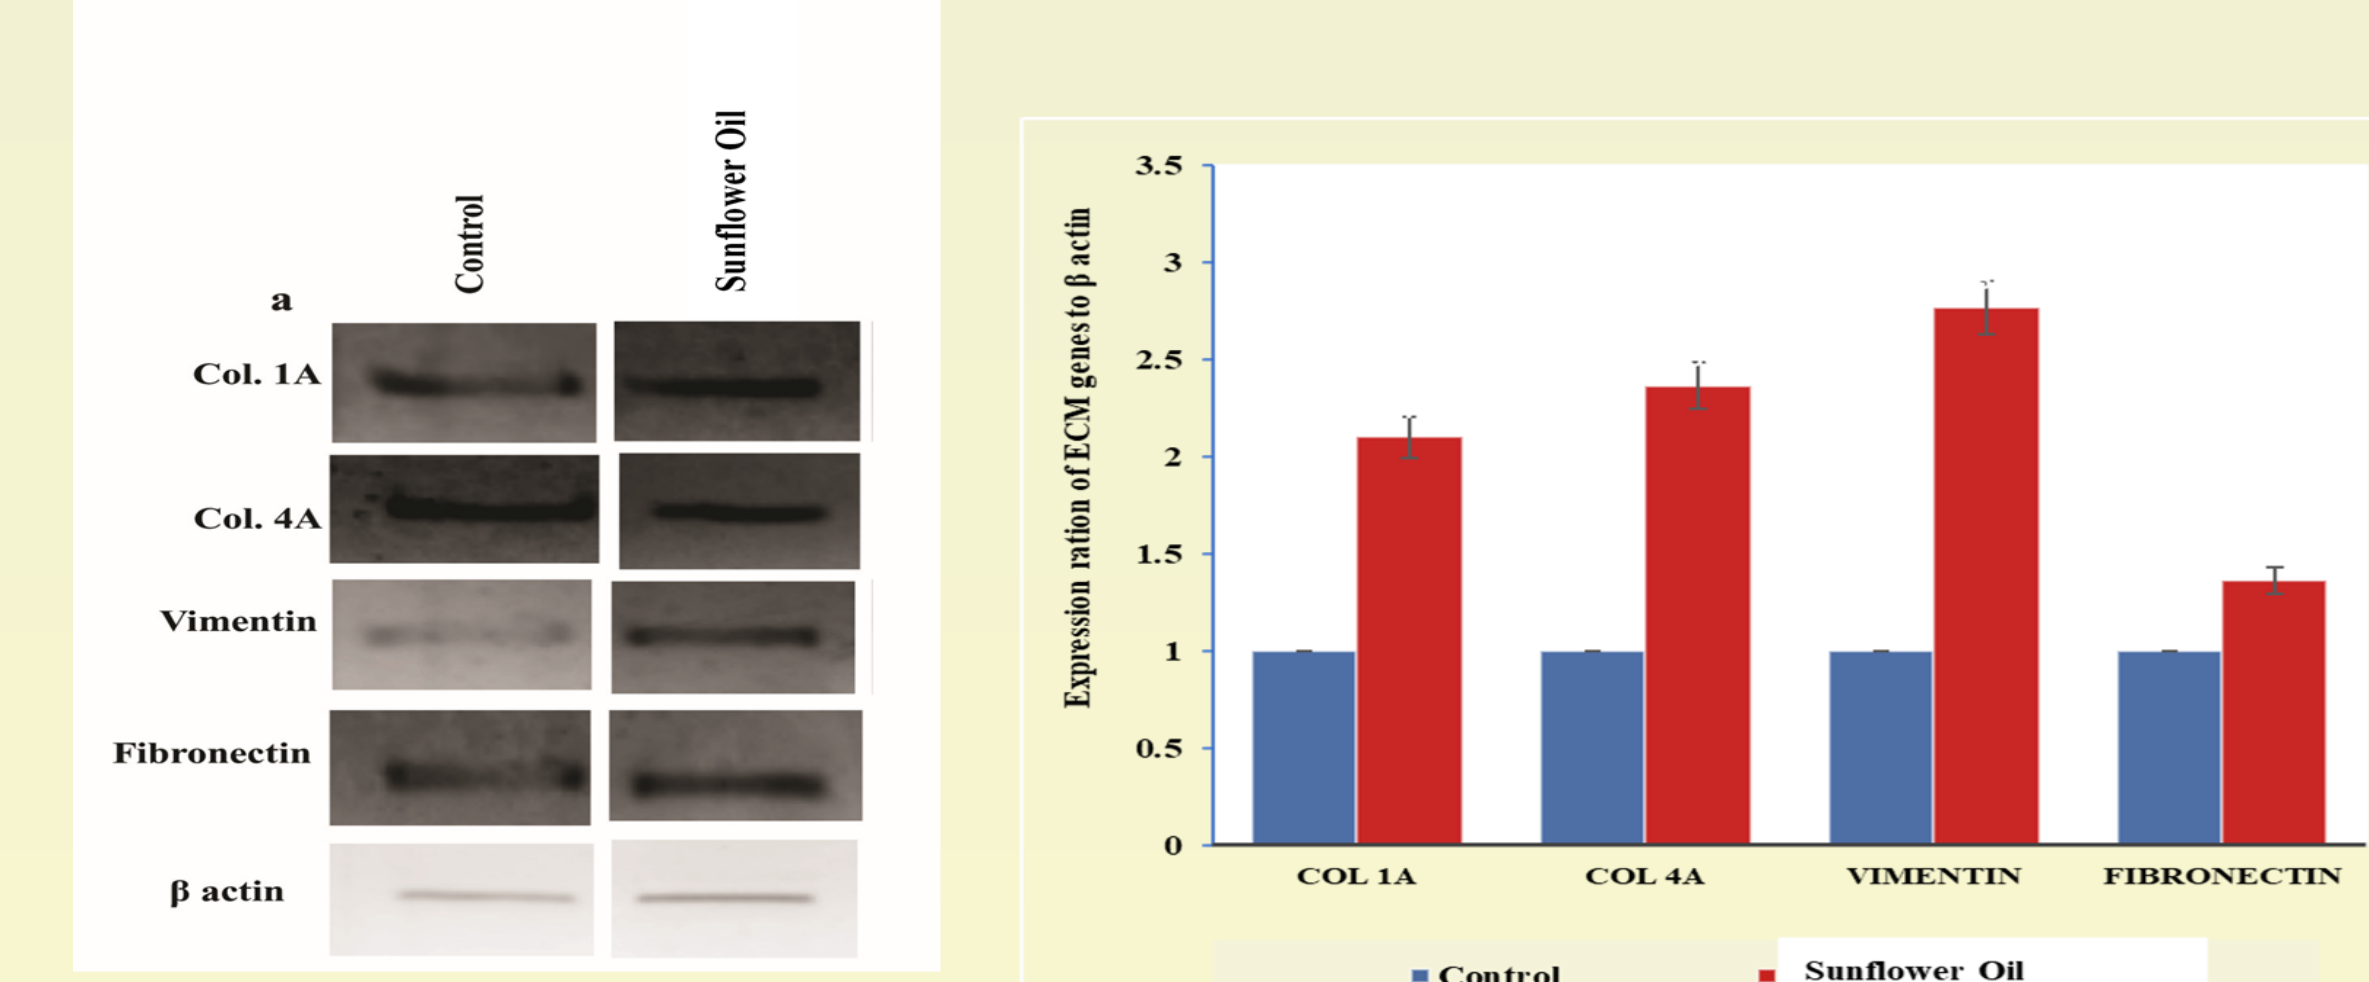 Control
Sunflower Oil
a
Col. 1A
Col. 4A
Vimentin
Fibronectin
β actin
Expression ration of ECM genes to β actin
3.5
3
2.5
2
1.5
1
0.5
0
COL 1A
COL 4A
VIMENTIN
FIBRONECTIN
Control
Sunflower Oil